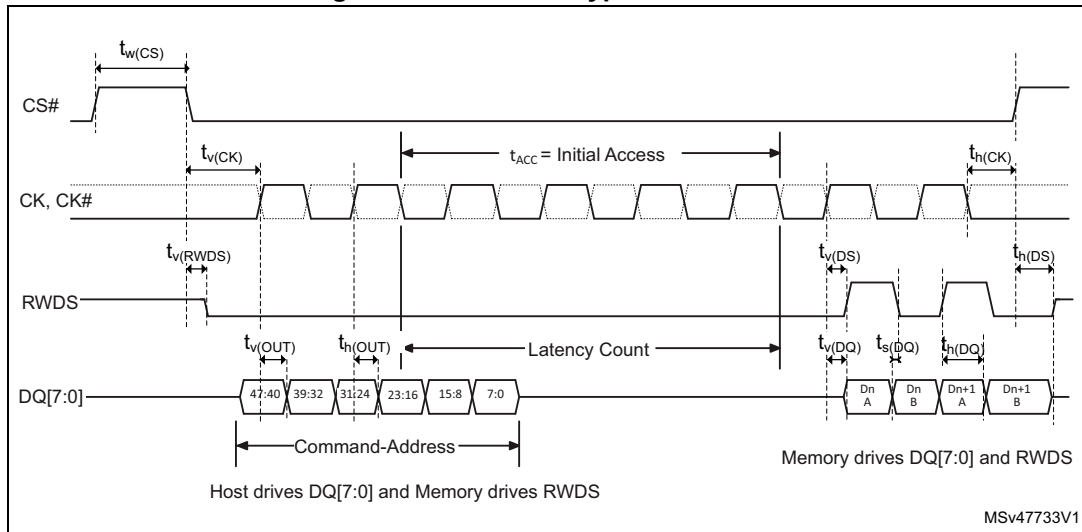 tw(CS)
CS#
tv(CK)
tACC = Initial Access
th(CK)
CK, CK#
tv(RWDS)
tv(DS)
th(DS)
RWDS
tv(OUT)
th(OUT)
Latency Count
tv(DQ)
ts(DQ)
th(DQ)
DQ[7:0]
47:40 39:32 31:24 23:16 15:8 7:0
Dn A
Dn B
Dn+1 A
Dn+1 B
Command-Address
Memory drives DQ[7:0] and RWDS
Host drives DQ[7:0] and Memory drives RWDS
MSv47733V1